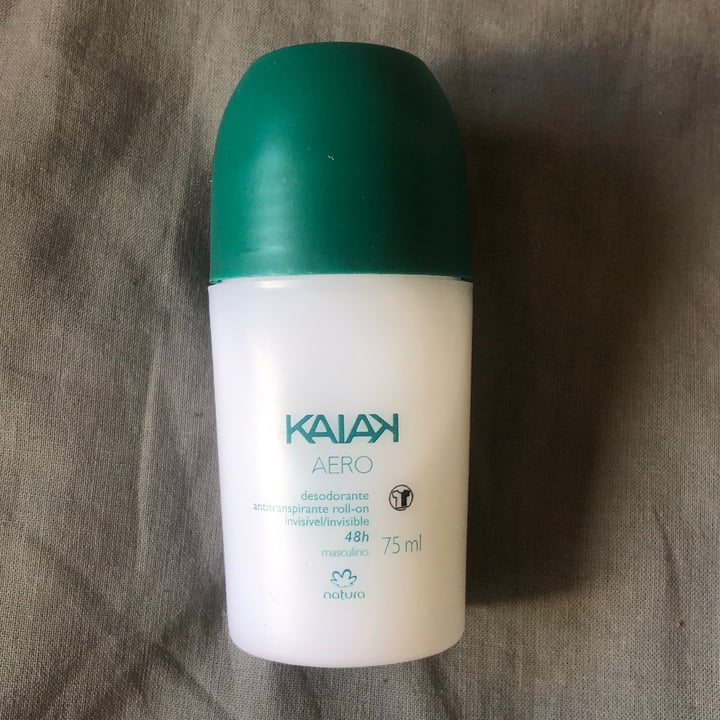 KAIAK
AERO
desodorante
antitranspirante roll-on
invisível/invisible
48h
masculino
75 ml
natura